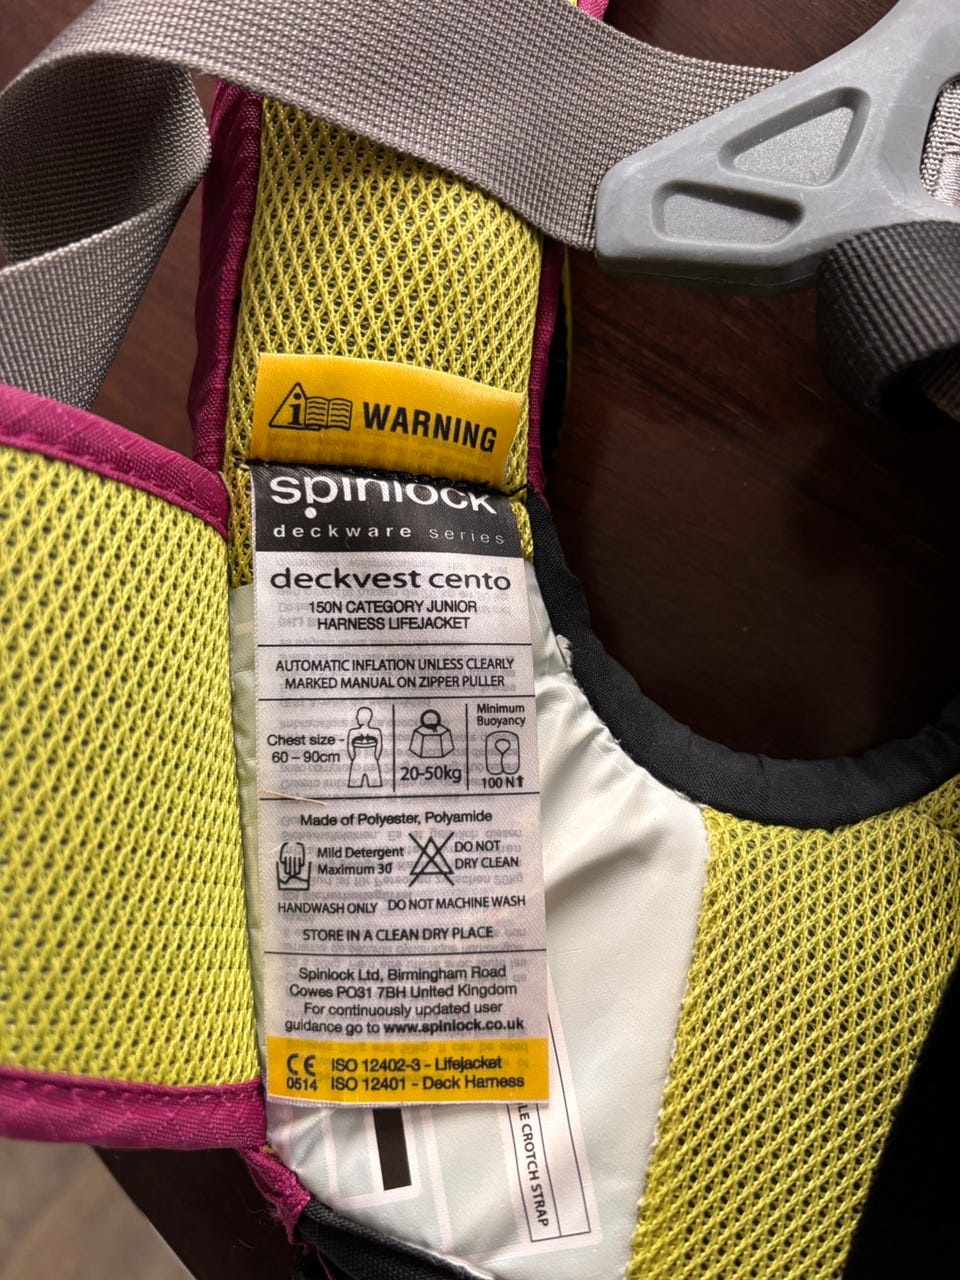 WARNING
spinlock
deckware series
deckvest cento
150N CATEGORY JUNIOR
HARNESS LIFEJACKET
AUTOMATIC INFLATION UNLESS CLEARLY
MARKED MANUAL ON ZIPPER PULLER
Chest size -
60 – 90cm
20-50kg
Minimum
Buoyancy
100 N
Made of Polyester, Polyamide
Mild Detergent
Maximum 30
DO NOT
DRY CLEAN
HANDWASH ONLY DO NOT MACHINE WASH
STORE IN A CLEAN DRY PLACE
Spinlock Ltd, Birmingham Road
Cowes PO31 7BH United Kingdom
For continuously updated user
guidance go to www.spinlock.co.uk
CE ISO 12402-3 - Lifejacket
0514 ISO 12401 - Deck Harness
CROTCH STRAP